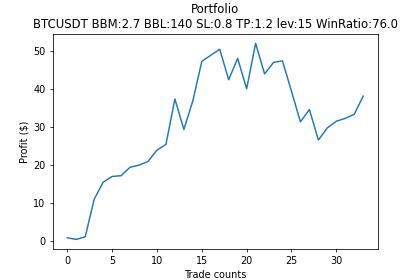 Portfolio
BTCUSDT BBM:2.7 BBL:140 SL:0.8 TP:1.2 lev:15 WinRatio:76.0
50
40
30
20
10
0
Profit ($)
0 5 10 15 20 25 30
Trade counts